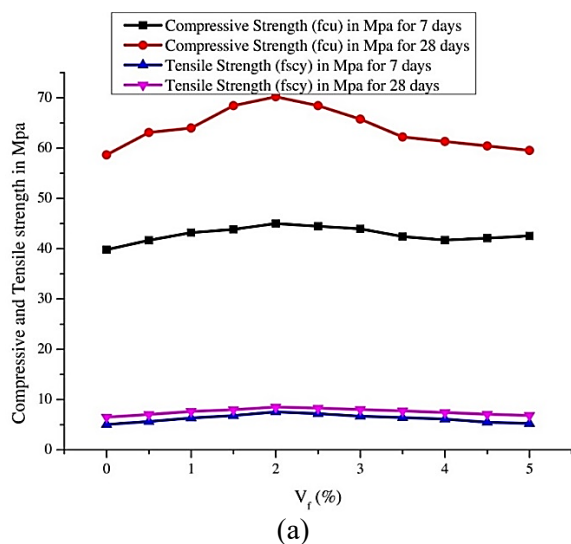 Compressive Strength (fcu) in Mpa for 7 days
Compressive Strength (fcu) in Mpa for 28 days
Tensile Strength (fscy) in Mpa for 7 days
Tensile Strength (fscy) in Mpa for 28 days
Compressive and Tensile strength in Mpa
70
60
50
40
30
20
10
0
0 1 2 3 4 5
V_f (%)
(a)